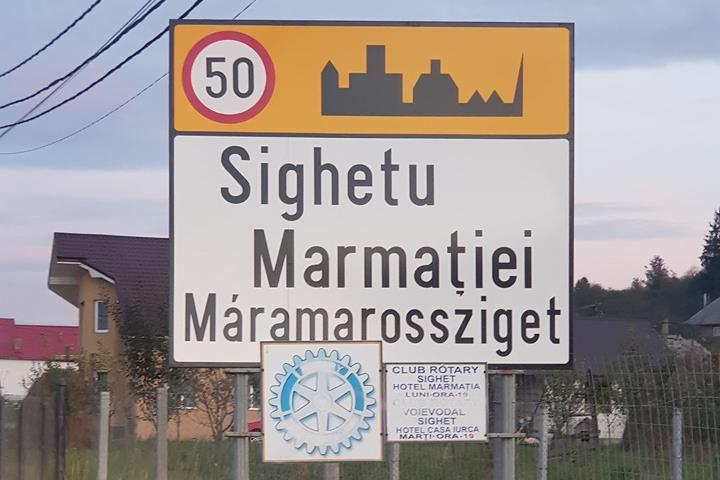 50
Sighetu
Marmației
Máramarossziget
CLUB RÓTARY
SIGHET
HOTEL MARMAȚIA
LUNI-ORA-19
VOIEVODAL
SIGHET
HOTEL CASA IURCA
MARȚI-ORA-19